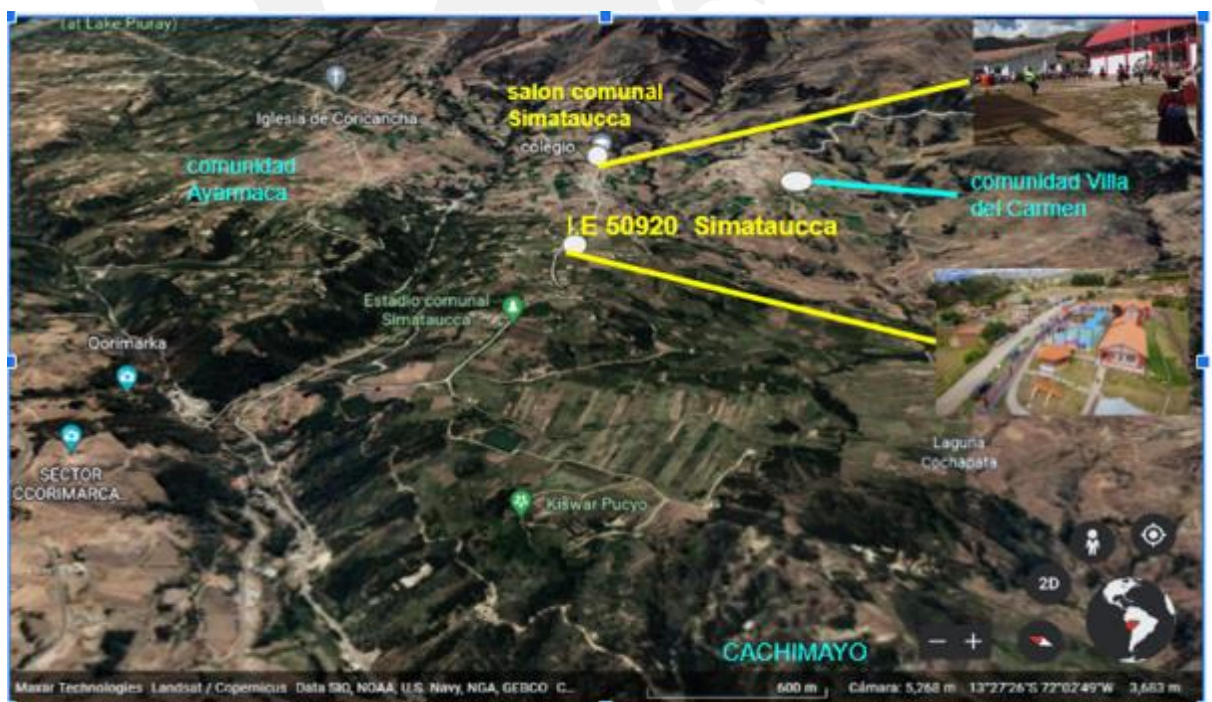 (at Lake Piuray)
Iglesia de Coricancha
salon comunal
Simataucca
colegio
comunidad
Ayarmaca
comunidad Villa
del Carmen
I.E 50920 Simataucca
Estadio comunal
Simataucca
Qorimarka
SECTOR
CCORIMARCA...
Laguna
Cochapata
Kiswar Pucyo
2D
CACHIMAYO
Maxar Technologies Landsat / Copernicus Data SIO, NOAA, U.S. Navy, NGA, GEBCO C...
600 m
Cámara: 5,268 m 13°27'26"S 72°02'49"W 3,683 m